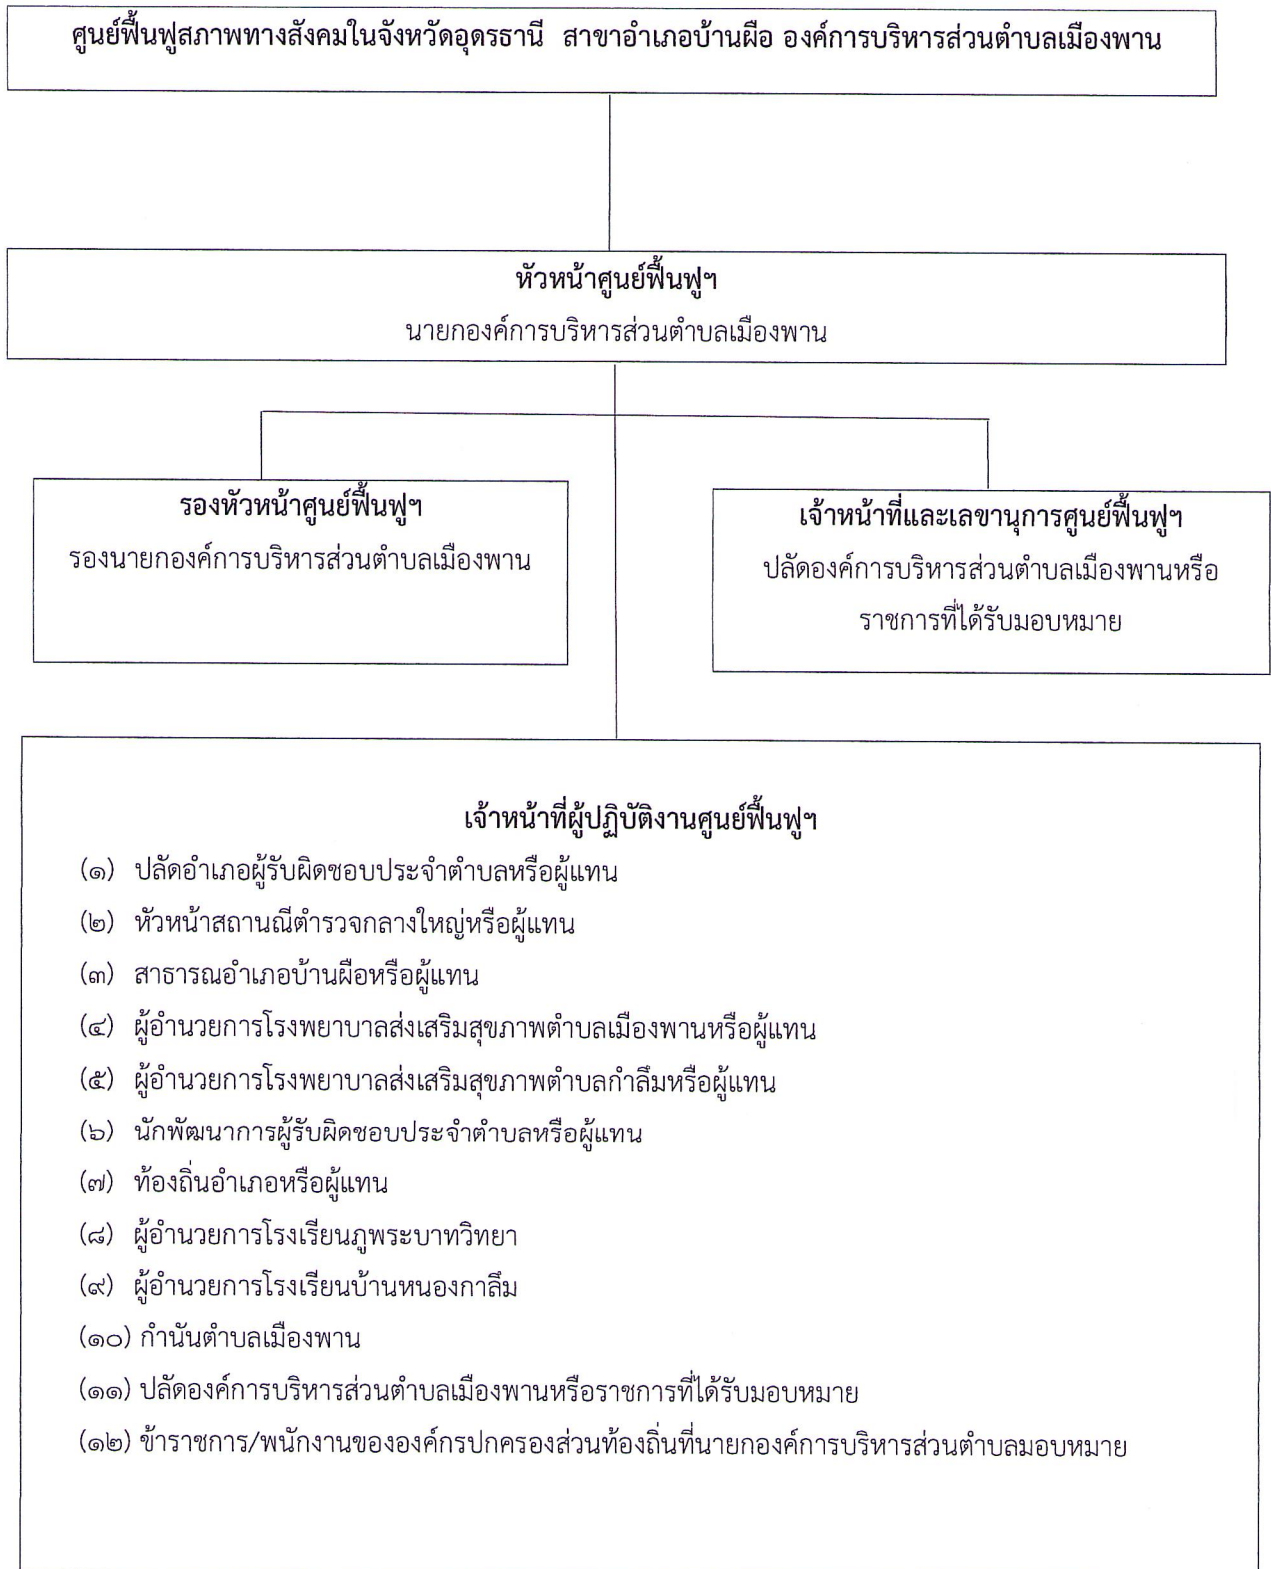 ศูนย์ฟื้นฟูสภาพทางสังคมในจังหวัดอุดรธานี สาขาอำเภอบ้านผือ องค์การบริหารส่วนตำบลเมืองพาน
หัวหน้าศูนย์ฟื้นฟูฯ
นายกองค์การบริหารส่วนตำบลเมืองพาน
รองหัวหน้าศูนย์ฟื้นฟูฯ
รองนายกองค์การบริหารส่วนตำบลเมืองพาน
เจ้าหน้าที่และเลขานุการศูนย์ฟื้นฟูฯ
ปลัดองค์การบริหารส่วนตำบลเมืองพานหรือ
ราชการที่ได้รับมอบหมาย
เจ้าหน้าที่ผู้ปฏิบัติงานศูนย์ฟื้นฟูฯ
(๑) ปลัดอำเภอผู้รับผิดชอบประจำตำบลหรือผู้แทน
(๒) หัวหน้าสถานณีตำรวจกลางใหญ่หรือผู้แทน
(๓) สาธารณอำเภอบ้านผือหรือผู้แทน
(๔) ผู้อำนวยการโรงพยาบาลส่งเสริมสุขภาพตำบลเมืองพานหรือผู้แทน
(๕) ผู้อำนวยการโรงพยาบาลส่งเสริมสุขภาพตำบลกำลึมหรือผู้แทน
(๖) นักพัฒนาการผู้รับผิดชอบประจำตำบลหรือผู้แทน
(๗) ท้องถิ่นอำเภอหรือผู้แทน
(๘) ผู้อำนวยการโรงเรียนภูพระบาทวิทยา
(๙) ผู้อำนวยการโรงเรียนบ้านหนองกาลึม
(๑๐) กำนันตำบลเมืองพาน
(๑๑) ปลัดองค์การบริหารส่วนตำบลเมืองพานหรือราชการที่ได้รับมอบหมาย
(๑๒) ข้าราชการ/พนักงานขององค์กรปกครองส่วนท้องถิ่นที่นายกองค์การบริหารส่วนตำบลมอบหมาย